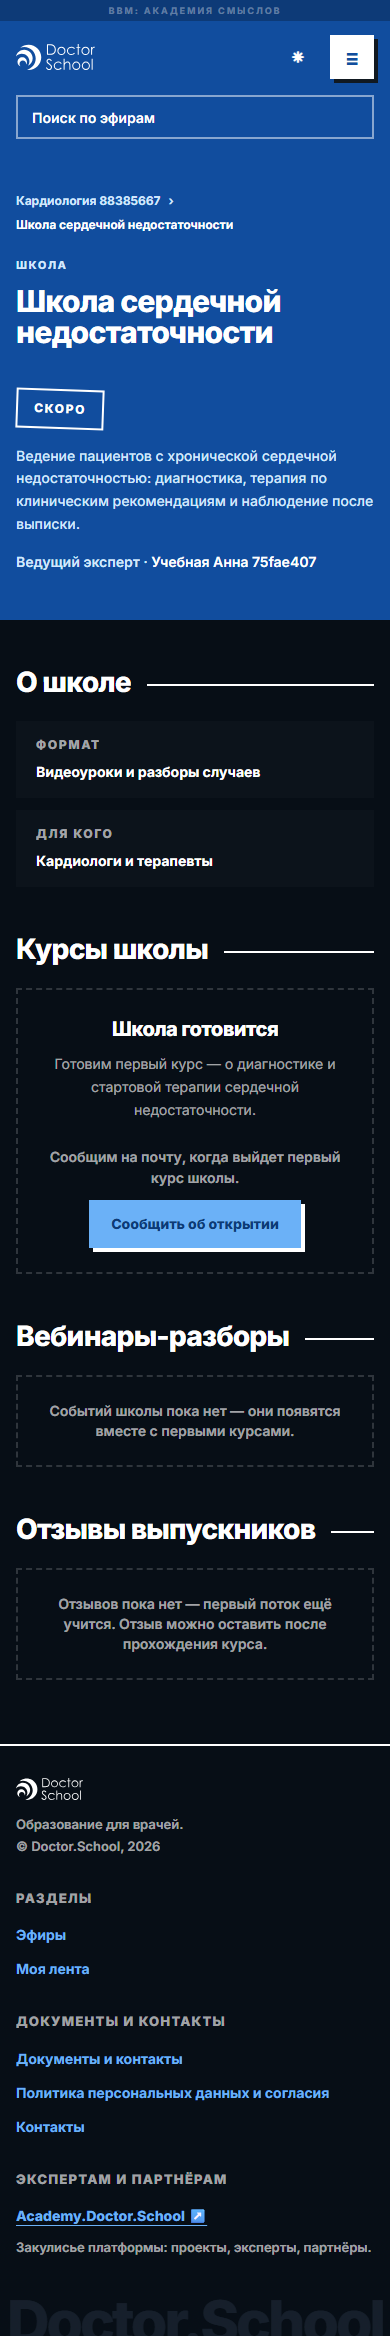 ВВМ: АКАДЕМИЯ СМЫСЛОВ
Doctor
School
Поиск по эфирам
Кардиология 88385667 ›
Школа сердечной недостаточности
ШКОЛА
Школа сердечной
недостаточности
СКОРО
Ведение пациентов с хронической сердечной
недостаточностью: диагностика, терапия по
клиническим рекомендациям и наблюдение после
выписки.
Ведущий эксперт · Учебная Анна 75fae407
О школе
ФОРМАТ
Видеоуроки и разборы случаев
ДЛЯ КОГО
Кардиологи и терапевты
Курсы школы
Школа готовится
Готовим первый курс — о диагностике и
стартовой терапии сердечной
недостаточности.
Сообщим на почту, когда выйдет первый
курс школы.
Сообщить об открытии
Вебинары-разборы
Событий школы пока нет — они появятся
вместе с первыми курсами.
Отзывы выпускников
Отзывов пока нет — первый поток ещё
учится. Отзыв можно оставить после
прохождения курса.
Doctor
School
Образование для врачей.
© Doctor.School, 2026
РАЗДЕЛЫ
Эфиры
Моя лента
ДОКУМЕНТЫ И КОНТАКТЫ
Документы и контакты
Политика персональных данных и согласия
Контакты
ЭКСПЕРТАМ И ПАРТНЁРАМ
Academy.Doctor.School ↗
Закулисье платформы: проекты, эксперты, партнёры.
Doctor.School